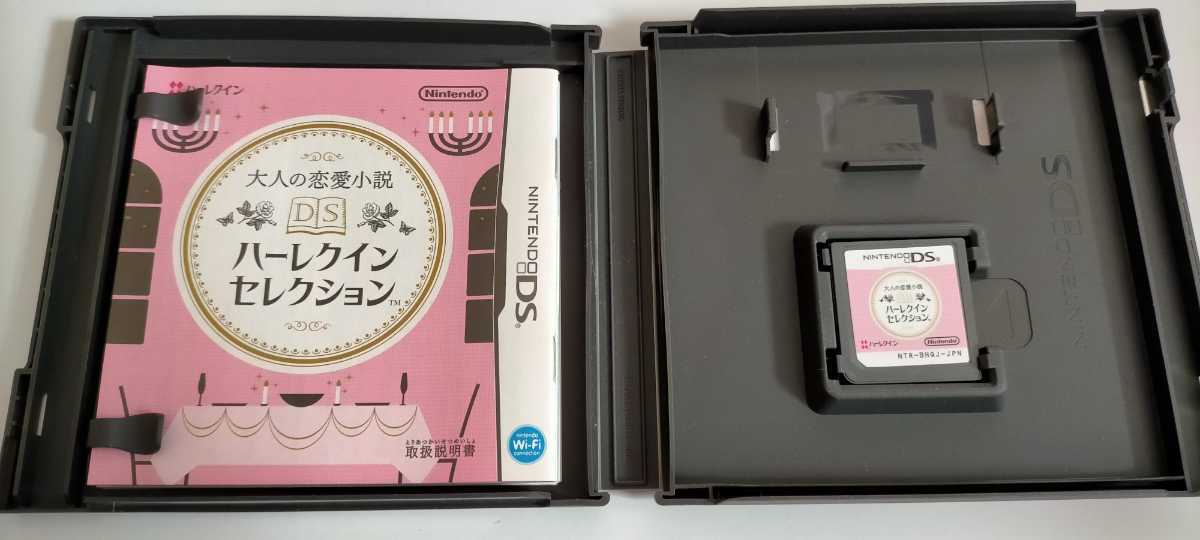 ハーレクイン
Nintendo
大人の恋愛小説
DS
ハーレクイン
セレクション™
とりあつかいせつめいしょ
取扱説明書
NINTENDO DS®
nintendo
Wi-Fi
connection
NINTENDO DS
NINTENDO DS®
大人の恋愛小説
DS
ハーレクイン
セレクション
ハーレクイン
Nintendo
NTR-BHQJ-JPN